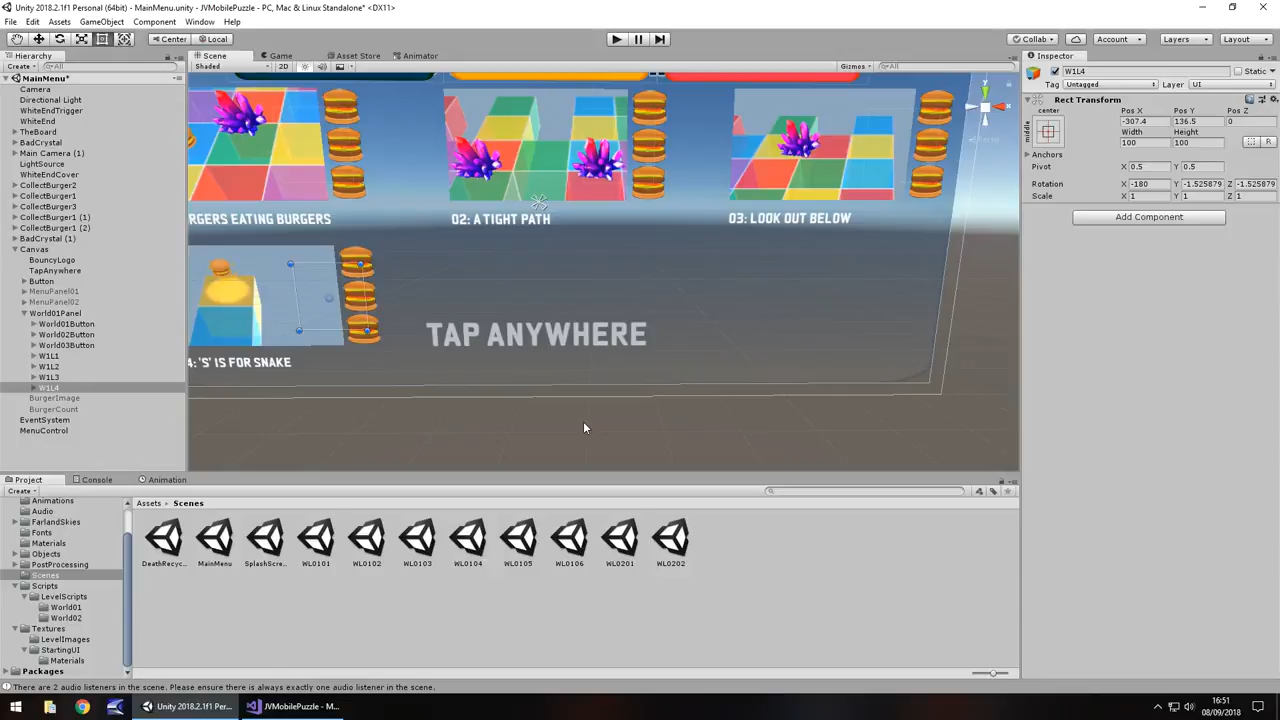 Unity 2018.2.1f1 Personal (64bit) - MainMenu.unity - JVMobilePuzzle - PC, Mac & Linux Standalone* <DX11>
File Edit Assets GameObject Component Window Help
Center Local Collab Account Layers Layout
Hierarchy Scene Game Asset Store Animator Inspector
Create All Shaded 2D Gizmos All
MainMenu*
Camera
Directional Light
WhiteEndTrigger
WhiteEnd
TheBoard
BadCrystal
Main Camera (1)
LightSource
WhiteEndCover
CollectBurger2
CollectBurger1
CollectBurger3
CollectBurger1 (1)
CollectBurger1 (2)
BadCrystal (1)
Canvas
BouncyLogo
TapAnywhere
Button
MenuPanel01
MenuPanel02
World01Panel
World01Button
World02Button
World03Button
W1L1
W1L2
W1L3
W1L4
BurgerImage
BurgerCount
EventSystem
MenuControl
RGERS EATING BURGERS
02: A TIGHT PATH
03: LOOK OUT BELOW
4: 'S' IS FOR SNAKE
TAP ANYWHERE
y
W1L4 Static
Tag Untagged Layer UI
Rect Transform
center Pos X Pos Y Pos Z
middle -307.4 136.5 0
Width Height
100 100 R
Anchors
Pivot X 0.5 Y 0.5
Rotation X -180 Y -1.525879 Z -1.525879
Scale X 1 Y 1 Z 1
Add Component
Project Console Animation
Create
Animations
Audio
FarlandSkies
Fonts
Materials
Objects
PostProcessing
Scenes
Scripts
LevelScripts
World01
World02
Textures
LevelImages
StartingUI
Materials
Packages
Assets Scenes
DeathRecyc... MainMenu SplashScre... WL0101 WL0102 WL0103 WL0104 WL0105 WL0106 WL0201 WL0202
There are 2 audio listeners in the scene. Please ensure there is always exactly one audio listener in the scene.
Unity 2018.2.1f1 Per... JVMobilePuzzle - M...
16:51
08/09/2018